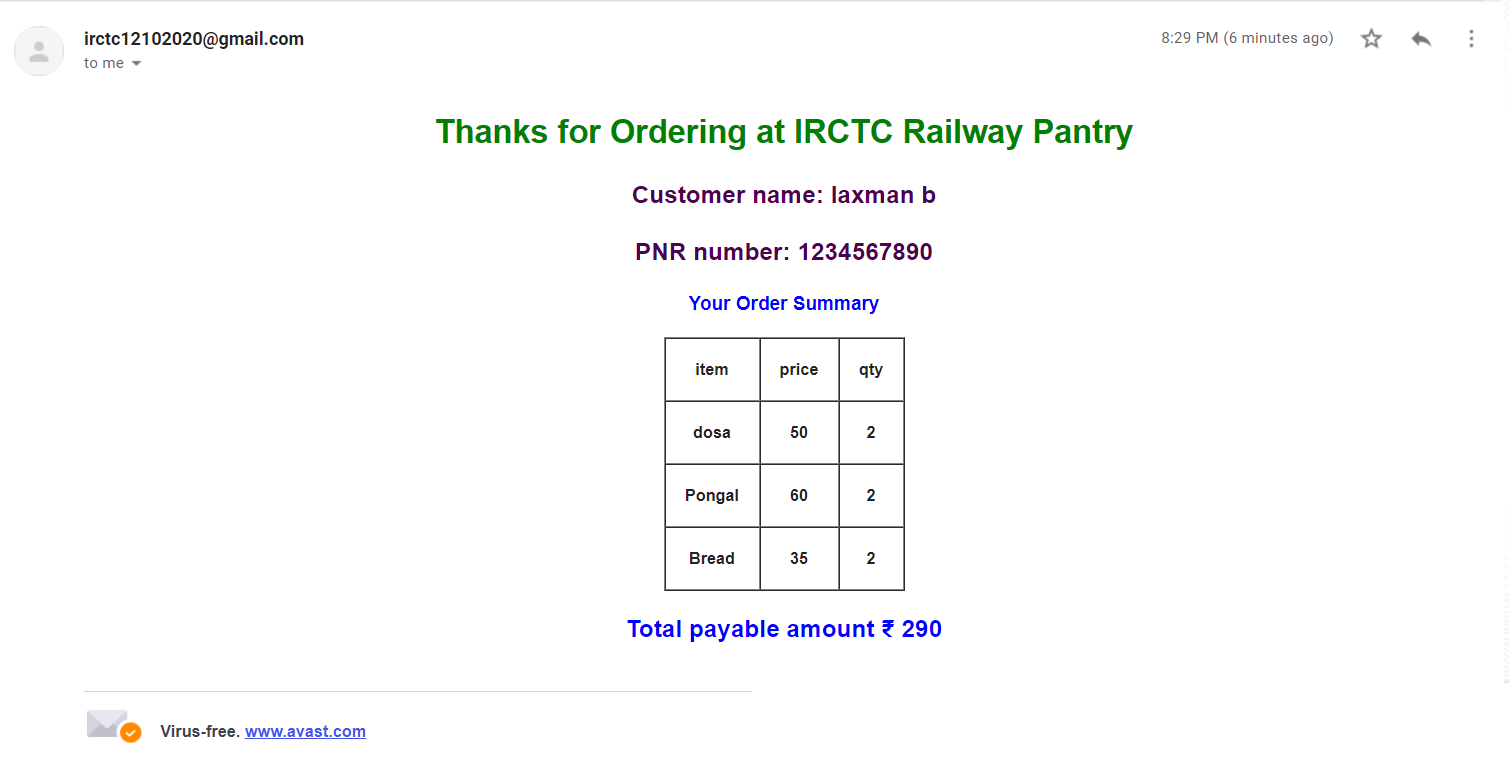 irctc12102020@gmail.com
8:29 PM (6 minutes ago)
to me
Thanks for Ordering at IRCTC Railway Pantry
Customer name: laxman b
PNR number: 1234567890
Your Order Summary
item price qty
dosa 50 2
Pongal 60 2
Bread 35 2
Total payable amount ₹ 290
Virus-free. www.avast.com